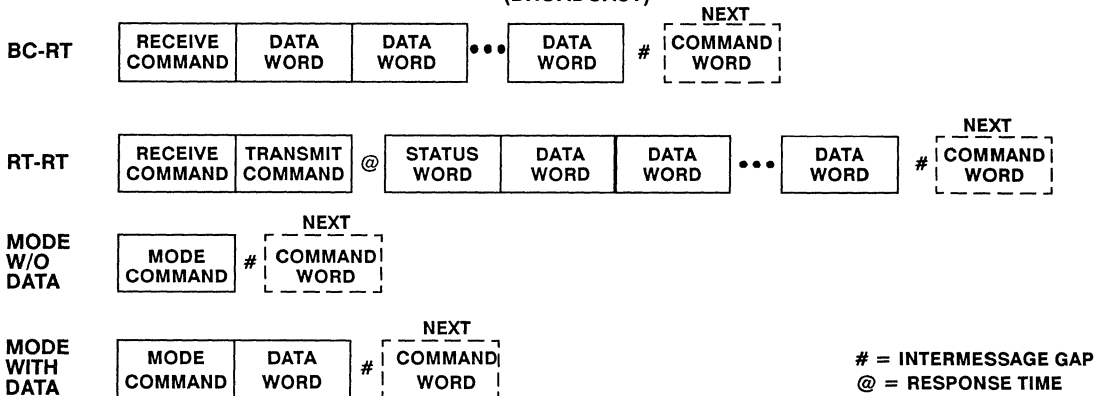 (BROADCAST)
BC-RT
RECEIVE COMMAND
DATA WORD
DATA WORD
•••
DATA WORD
#
NEXT
COMMAND WORD
RT-RT
RECEIVE COMMAND
TRANSMIT COMMAND
@
STATUS WORD
DATA WORD
DATA WORD
•••
DATA WORD
#
NEXT
COMMAND WORD
MODE W/O DATA
MODE COMMAND
#
NEXT
COMMAND WORD
MODE WITH DATA
MODE COMMAND
DATA WORD
#
NEXT
COMMAND WORD
# = INTERMESSAGE GAP
@ = RESPONSE TIME